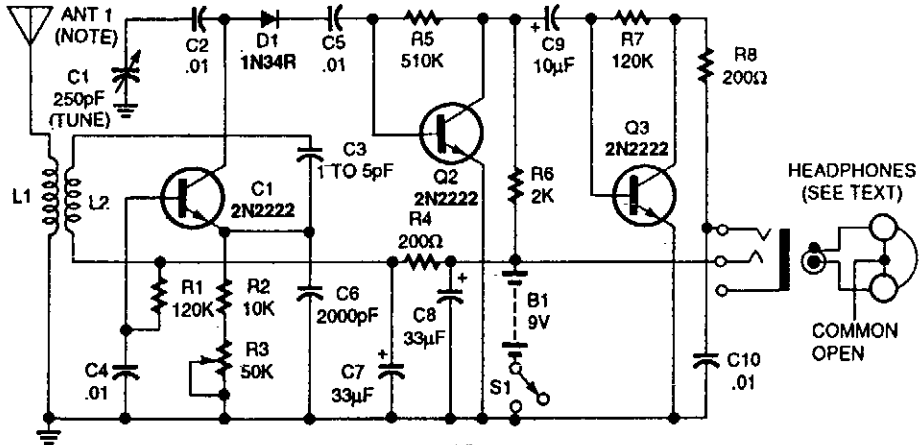 ANT 1
(NOTE)
C1
250pF
(TUNE)
C2
.01
D1
1N34R
C5
.01
R5
510K
C9
+
10µF
R7
120K
R8
200Ω
L1
L2
C3
1 TO 5pF
C1
2N2222
Q2
2N2222
R6
2K
Q3
2N2222
HEADPHONES
(SEE TEXT)
R4
200Ω
R1
120K
R2
10K
C6
2000pF
+
C8
33µF
B1
9V
R3
50K
+
C7
33µF
S1
C4
.01
C10
.01
COMMON
OPEN